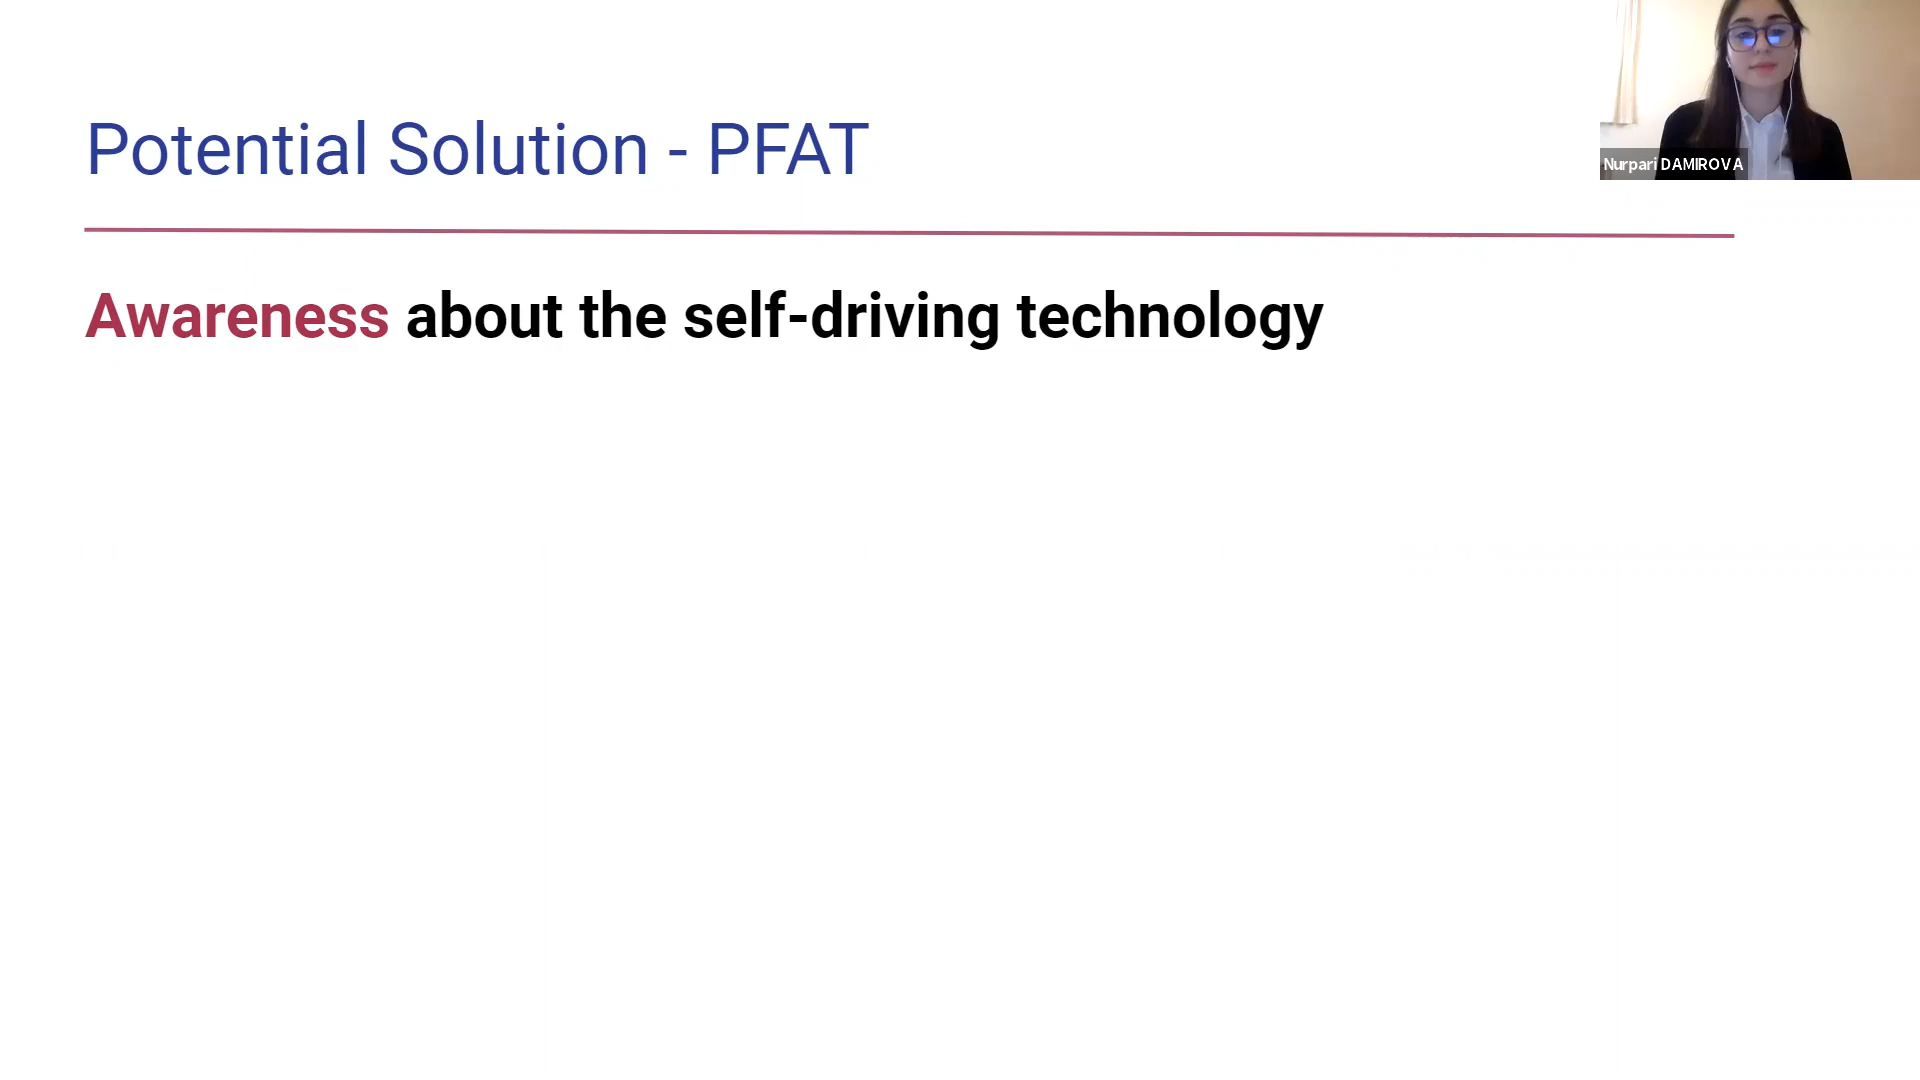 Potential Solution - PFAT
Nurpari DAMIROVA
Awareness about the self-driving technology